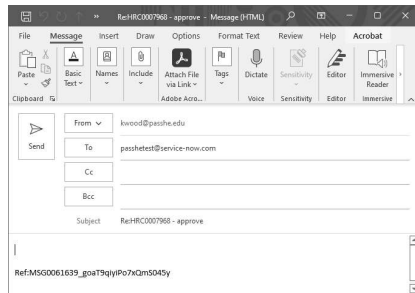 Re:HRC0007968 - approve - Message (HTML)
File Message Insert Draw Options Format Text Review Help Acrobat
Paste Basic Text Names Include Attach File via Link Tags Dictate Sensitivity Editor Immersive Reader
Clipboard Adobe Acro... Voice Sensitivity Editor Immersive
From kwood@passhe.edu
Send
To passhetest@service-now.com
Cc
Bcc
Subject Re:HRC0007968 - approve
Ref:MSG0061639_goaT9qiyiPo7xQmS045y